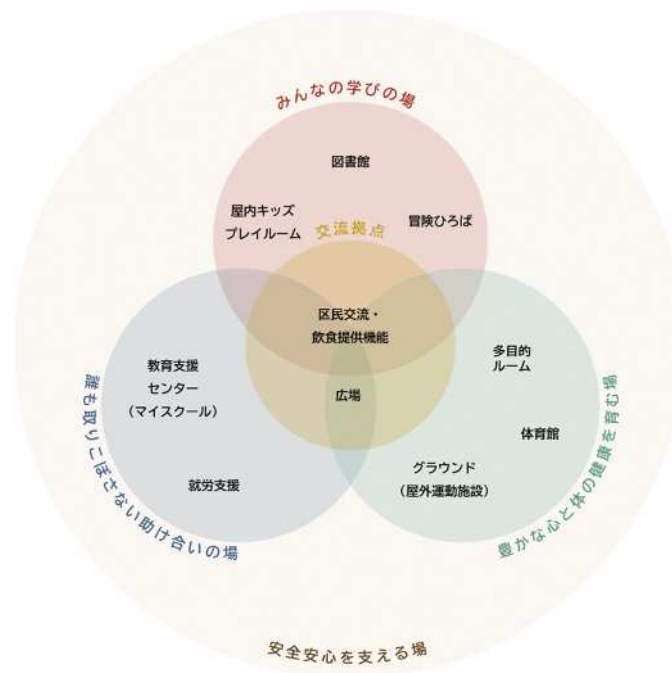 みんなの学びの場
図書館
屋内キッズ
プレイルーム
冒険ひろば
交流拠点
区民交流・
飲食提供機能
広場
教育支援
センター
（マイスクール）
就労支援
誰も取りこぼさない助け合いの場
多目的
ルーム
体育館
グラウンド
（屋外運動施設）
豊かな心と体の健康を育む場
安全安心を支える場